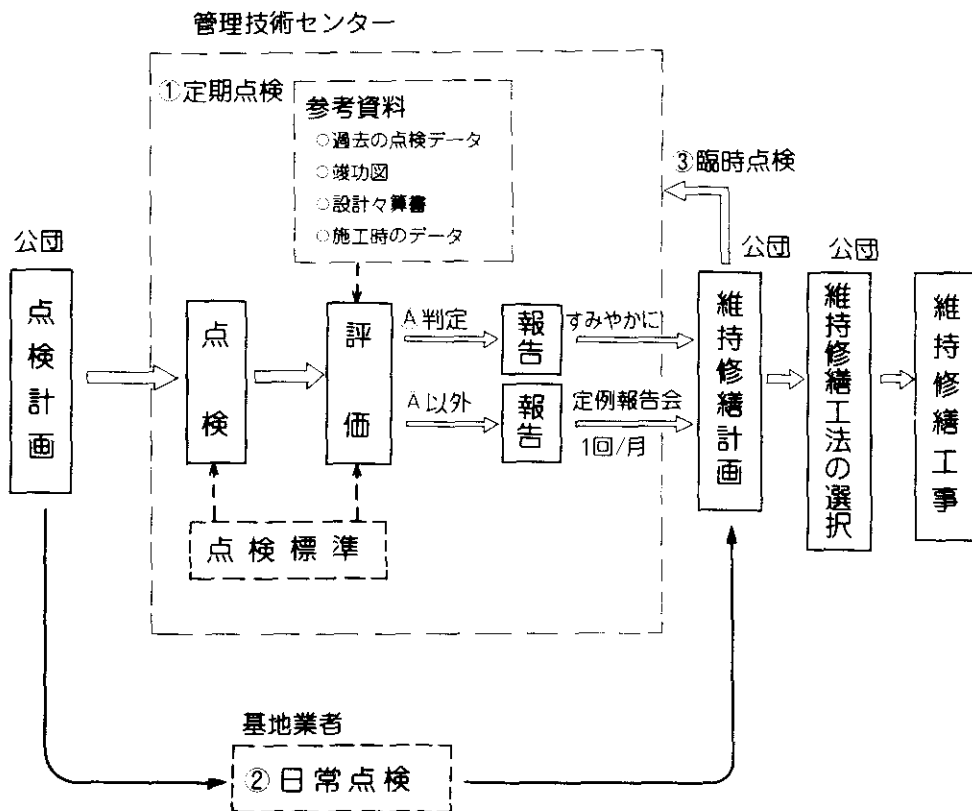 管理技術センター
①定期点検
参考資料
○過去の点検データ
○竣功図
○設計々算書
○施工時のデータ
③臨時点検
公団
点検計画
点検
評価
A判定
報告
すみやかに
A以外
報告
定例報告会
1回/月
点検標準
公団
維持修繕計画
公団
維持修繕工法の選択
維持修繕工事
基地業者
②日常点検